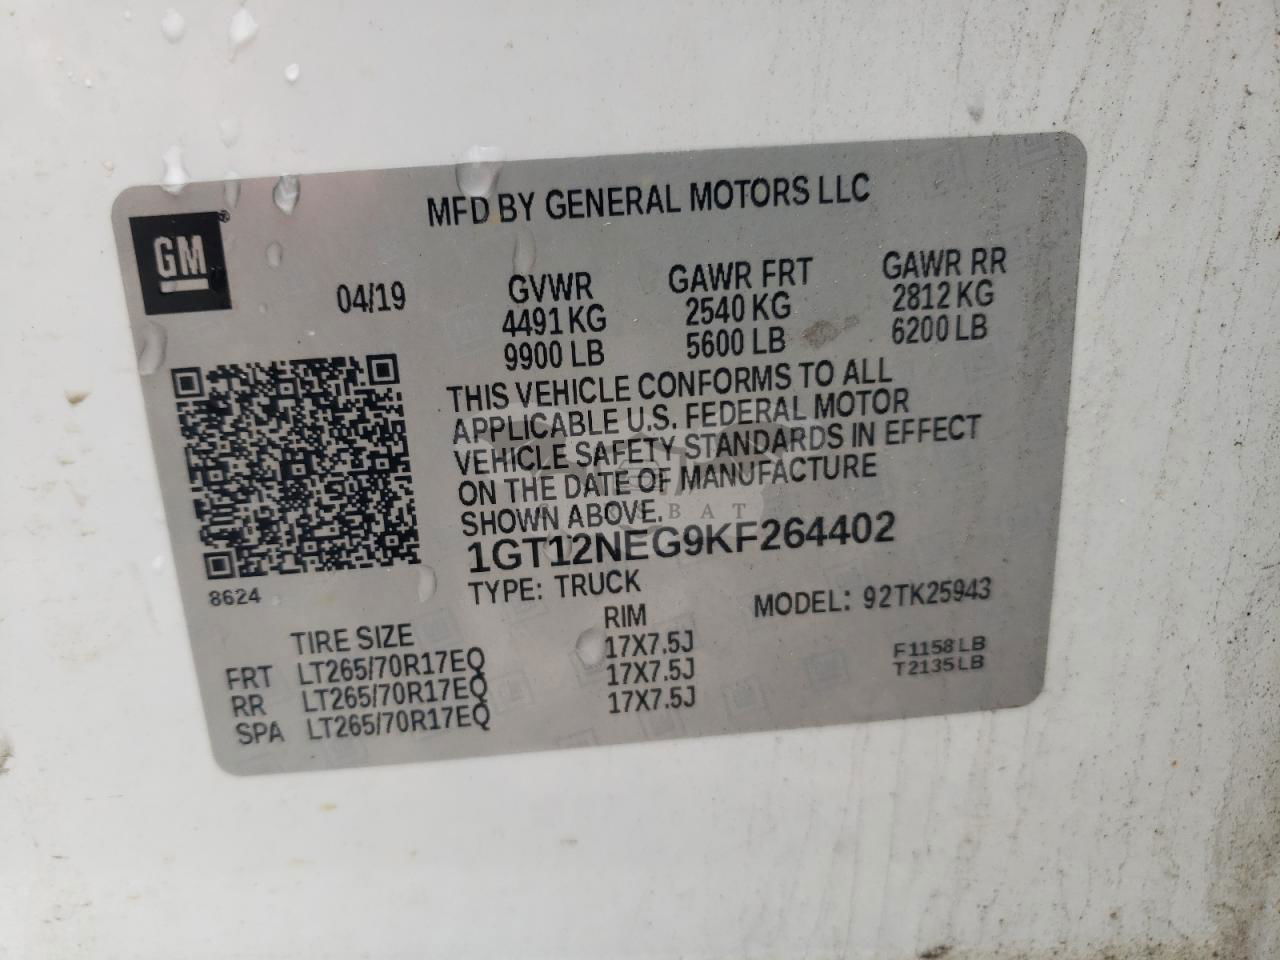 MFD BY GENERAL MOTORS LLC
GM
®
04/19
GVWR
4491 KG
9900 LB
GAWR FRT
2540 KG
5600 LB
GAWR RR
2812 KG
6200 LB
THIS VEHICLE CONFORMS TO ALL
APPLICABLE U.S. FEDERAL MOTOR
VEHICLE SAFETY STANDARDS IN EFFECT
ON THE DATE OF MANUFACTURE
SHOWN ABOVE.
1GT12NEG9KF264402
8624
TYPE: TRUCK
MODEL: 92TK25943
TIRE SIZE
RIM
FRT LT265/70R17EQ 17X7.5J
RR LT265/70R17EQ 17X7.5J
SPA LT265/70R17EQ 17X7.5J
F1158LB
T2135LB